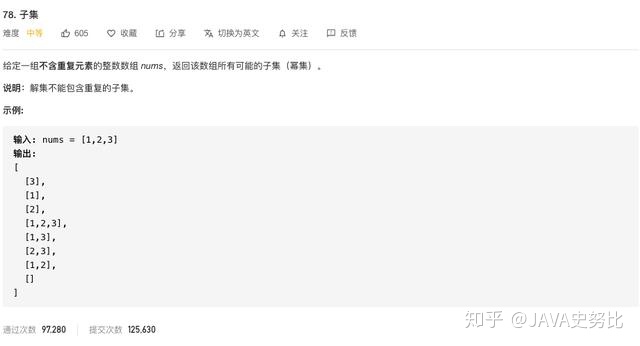 78. 子集
难度 中等 605 收藏 分享 切换为英文 关注 反馈
给定一组不含重复元素的整数数组 nums，返回该数组所有可能的子集（幂集）。
说明：解集不能包含重复的子集。
示例:
输入: nums = [1,2,3]
输出:
[
[3],
[1],
[2],
[1,2,3],
[1,3],
[2,3],
[1,2],
[]
]
通过次数 97,280 提交次数 125,630
知乎 @JAVA史努比